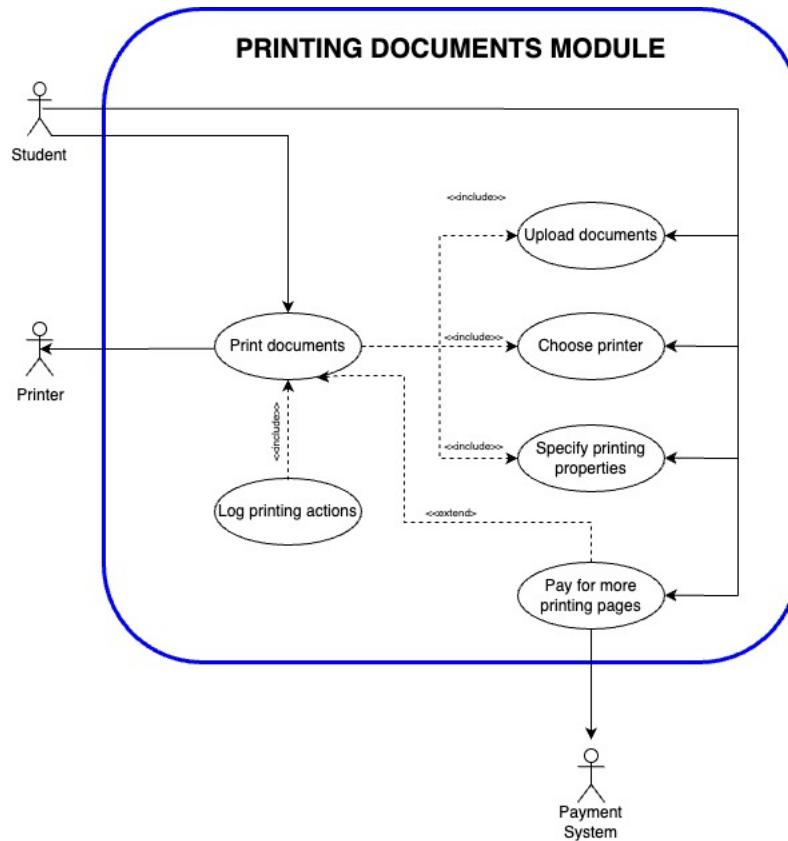 PRINTING DOCUMENTS MODULE
Student
<<include>>
Upload documents
Printer
Print documents
<<include>>
Choose printer
<<include>>
<<include>>
Specify printing
properties
Log printing actions
<<extend>>
Pay for more
printing pages
Payment
System